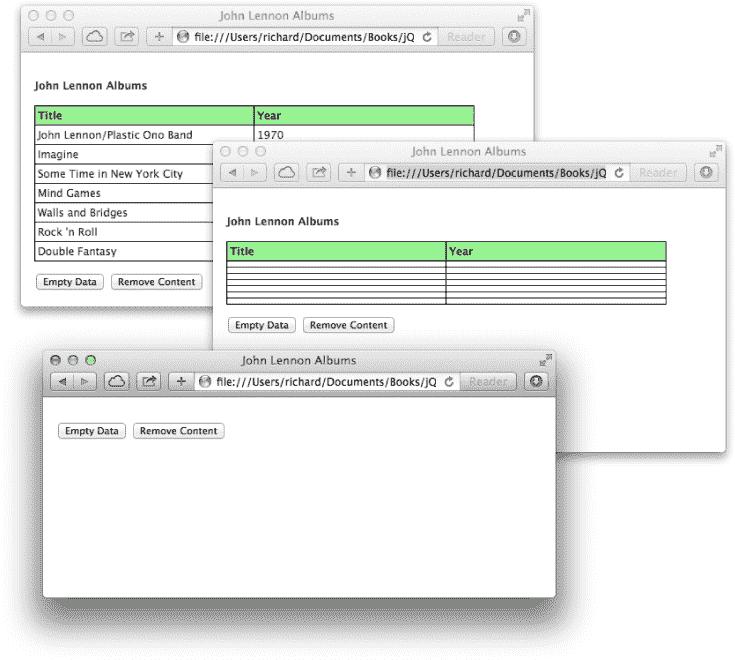 John Lennon Albums
file:///Users/richard/Documents/Books/jQ
Reader
John Lennon Albums
Title Year
John Lennon/Plastic Ono Band 1970
Imagine
Some Time in New York City
Mind Games
Walls and Bridges
Rock 'n Roll
Double Fantasy
Empty Data Remove Content
John Lennon Albums
file:///Users/richard/Documents/Books/jQ
Reader
John Lennon Albums
Title Year
Empty Data Remove Content
John Lennon Albums
file:///Users/richard/Documents/Books/jQ
Reader
Empty Data Remove Content